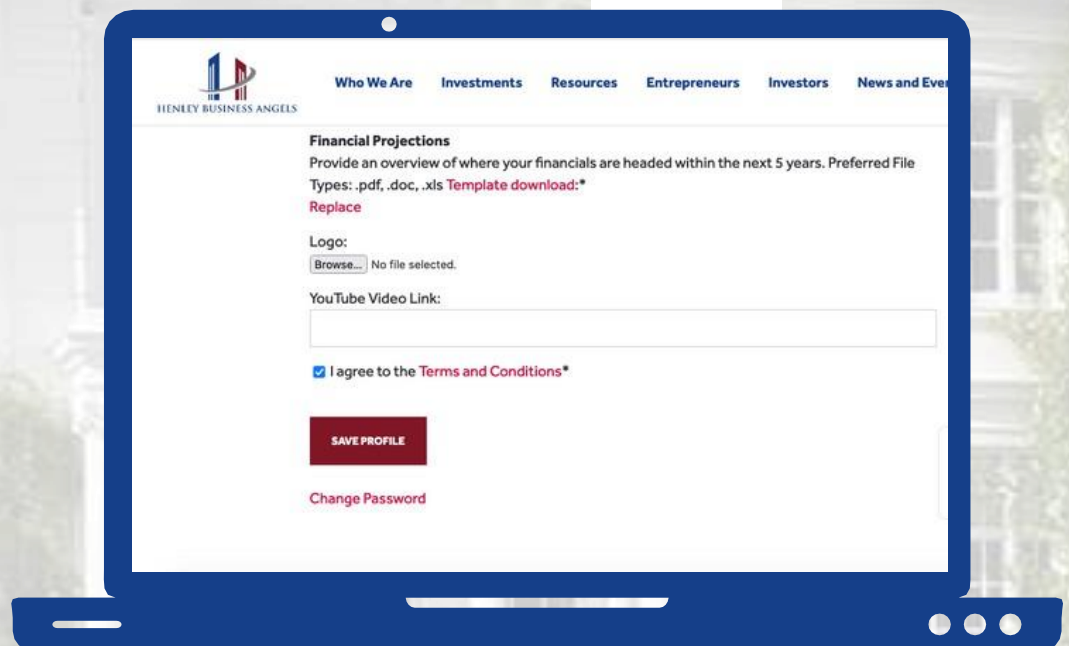 HENLEY BUSINESS ANGELS
Who We Are Investments Resources Entrepreneurs Investors News and Even
Financial Projections
Provide an overview of where your financials are headed within the next 5 years. Preferred File
Types: .pdf, .doc, .xls Template download:*
Replace
Logo:
Browse... No file selected.
YouTube Video Link:
I agree to the Terms and Conditions*
SAVE PROFILE
Change Password